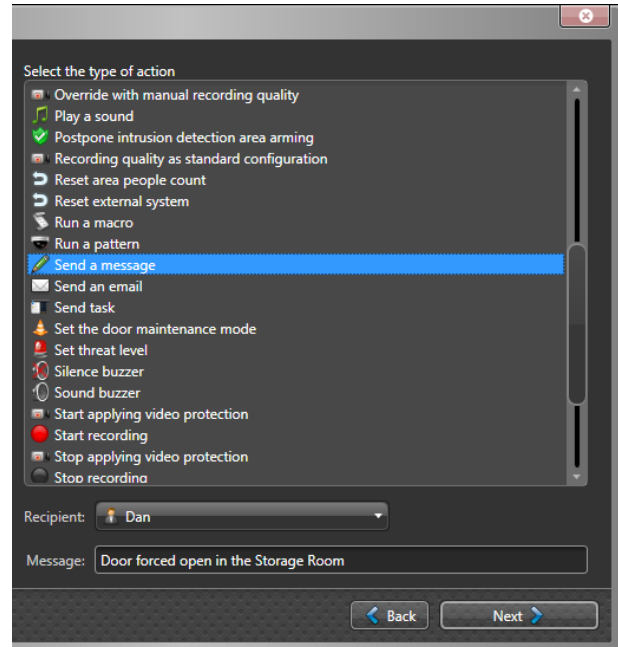 Select the type of action
Override with manual recording quality
Play a sound
Postpone intrusion detection area arming
Recording quality as standard configuration
Reset area people count
Reset external system
Run a macro
Run a pattern
Send a message
Send an email
Send task
Set the door maintenance mode
Set threat level
Silence buzzer
Sound buzzer
Start applying video protection
Start recording
Stop applying video protection
Stop recording
Recipient: Dan
Message: Door forced open in the Storage Room
Back Next